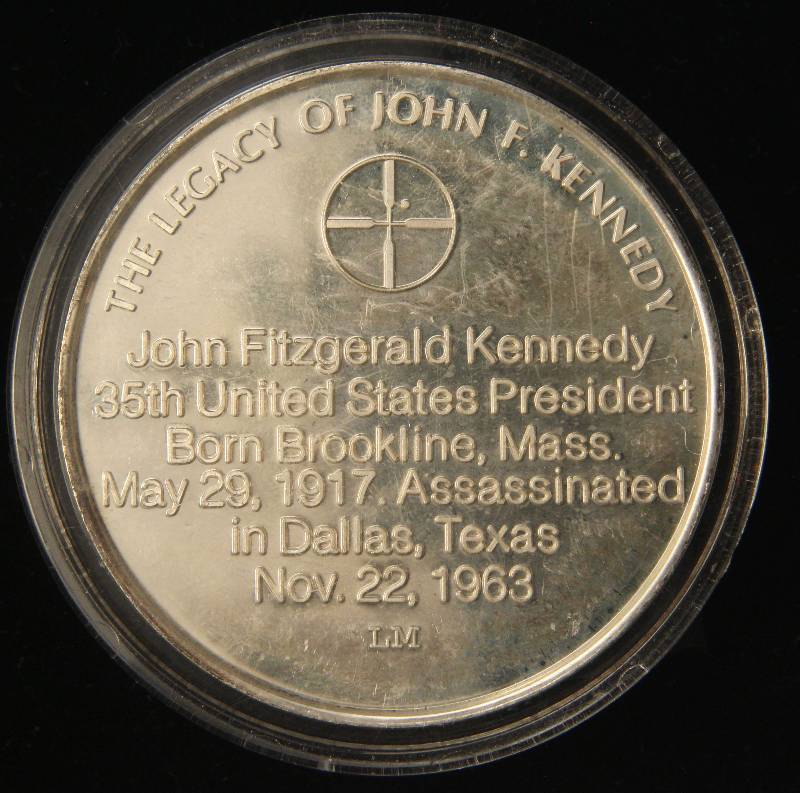 THE LEGACY OF JOHN F. KENNEDY
John Fitzgerald Kennedy
35th United States President
Born Brookline, Mass.
May 29, 1917. Assassinated
in Dallas, Texas
Nov. 22, 1963
LM